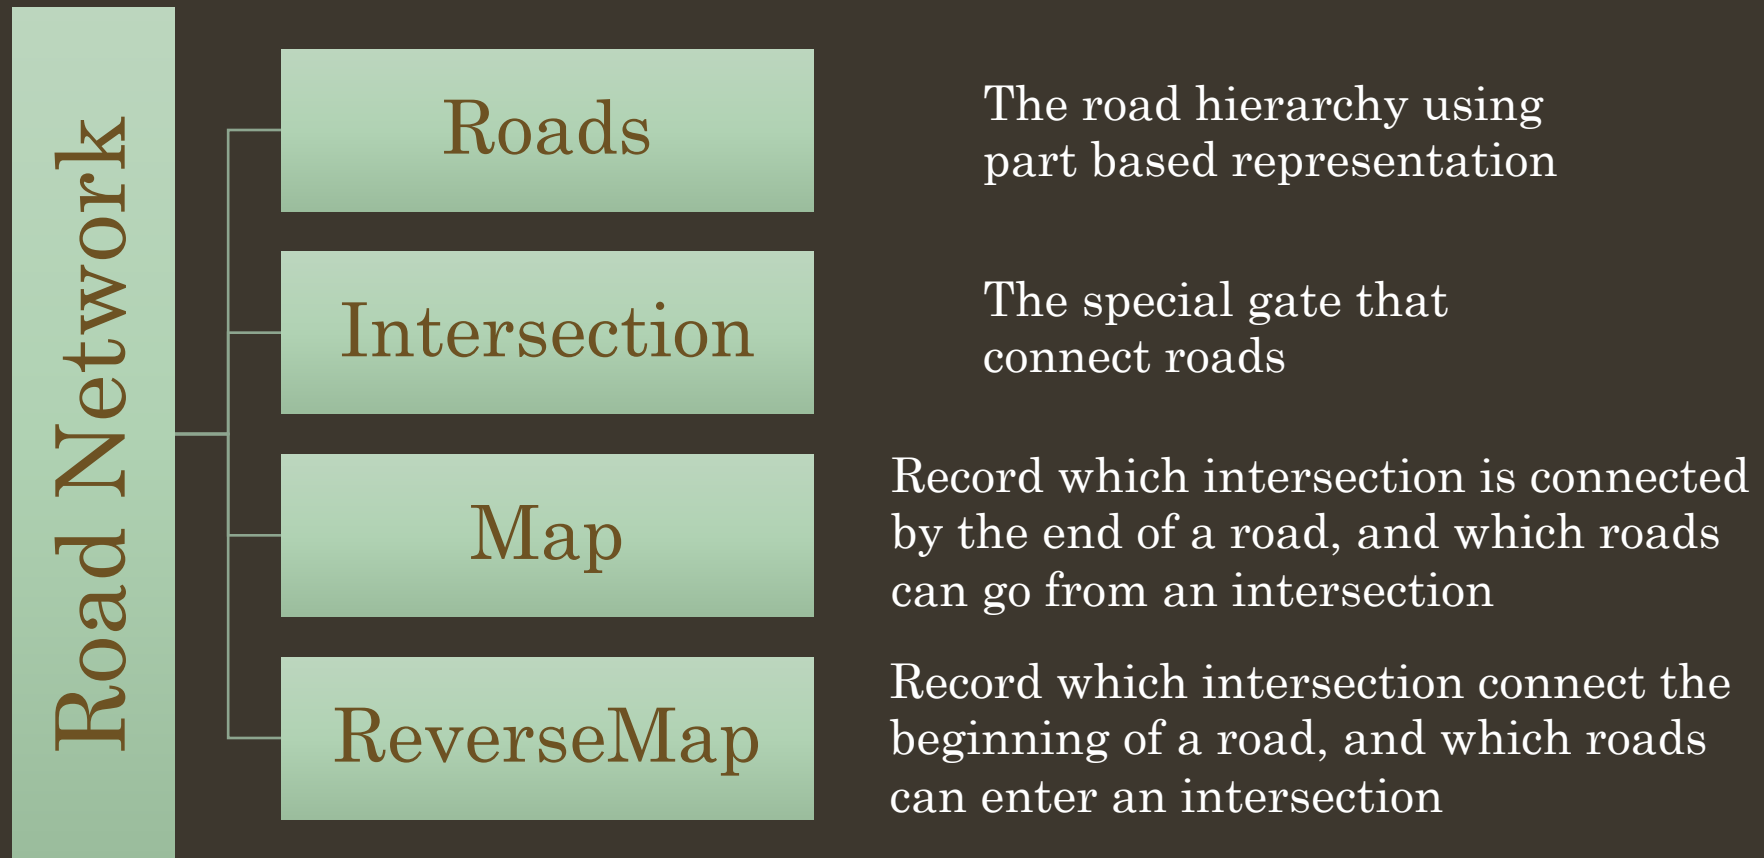 Road Network
Roads
The road hierarchy using
part based representation
Intersection
The special gate that
connect roads
Map
Record which intersection is connected
by the end of a road, and which roads
can go from an intersection
ReverseMap
Record which intersection connect the
beginning of a road, and which roads
can enter an intersection